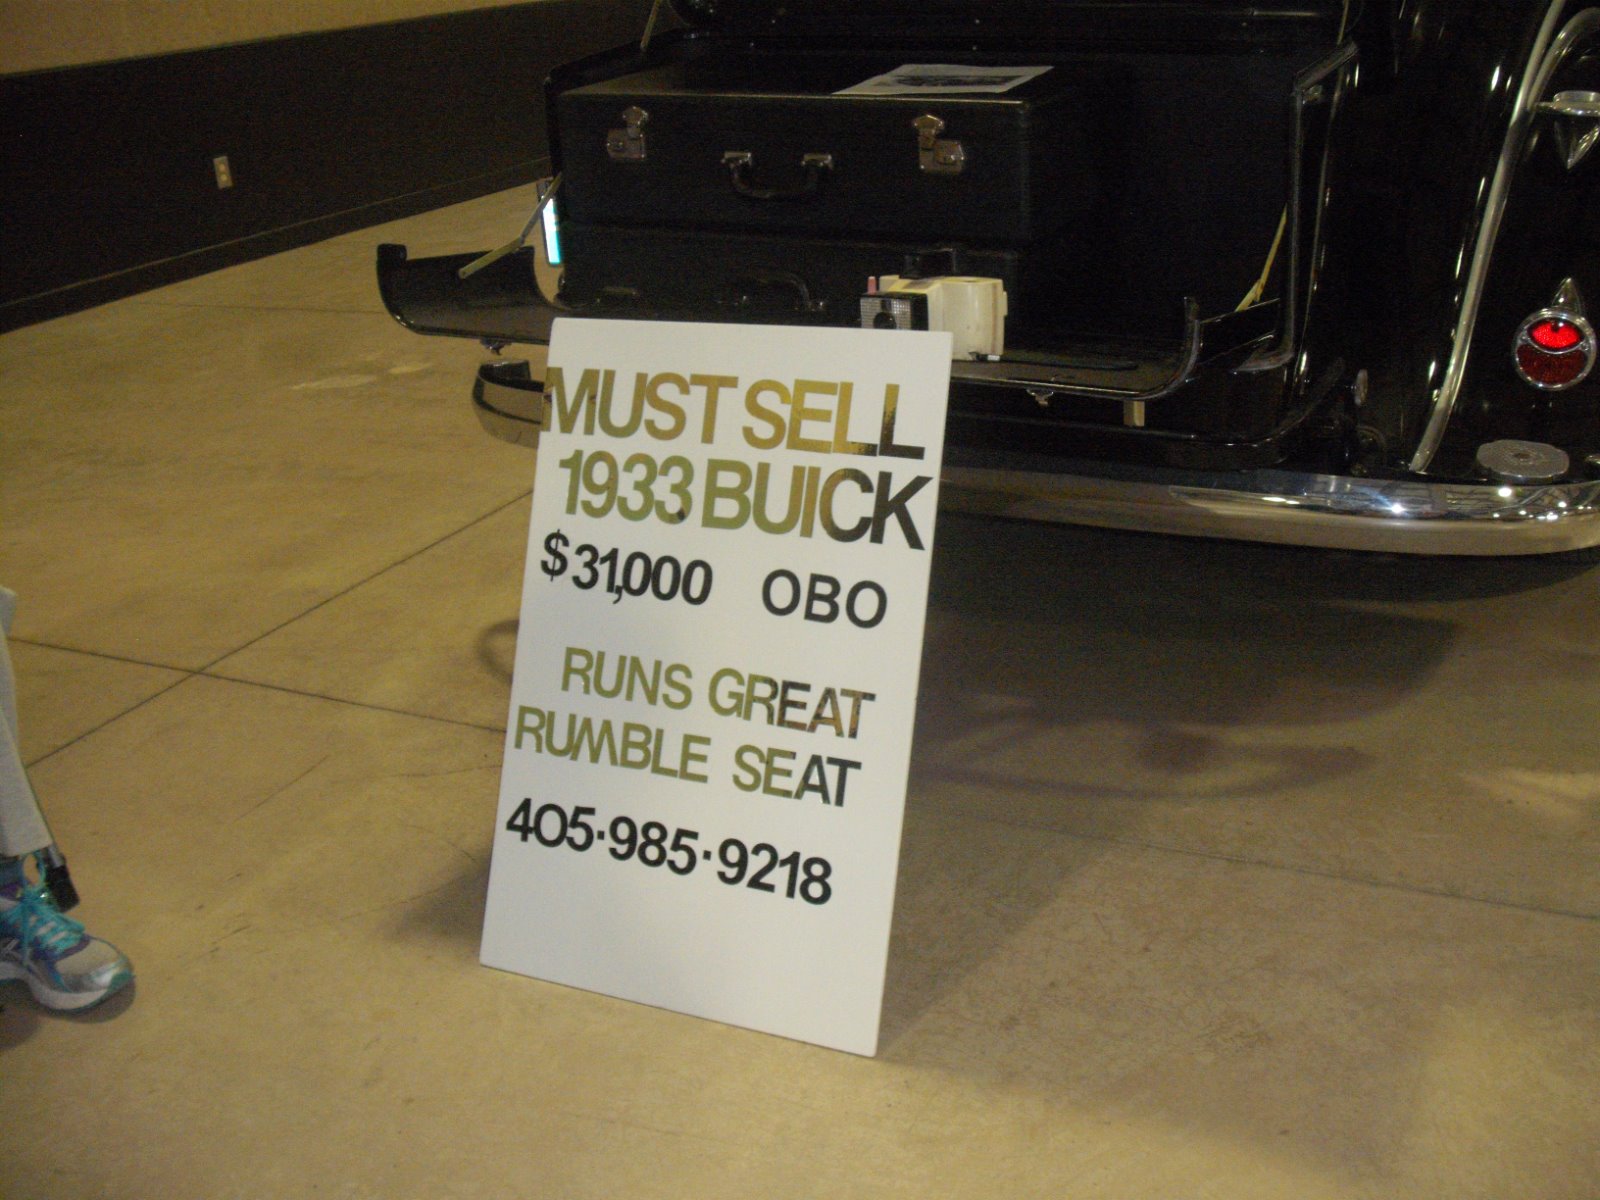 MUST SELL
1933 BUICK
$31,000 OBO
RUNS GREAT
RUMBLE SEAT
405·985·9218